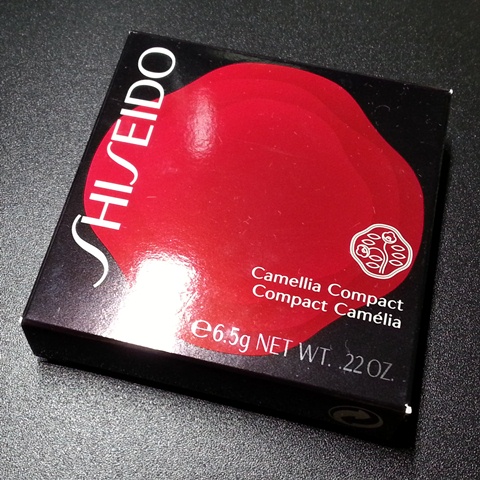 SHISEIDO
Camellia Compact
Compact Camélia
℮6.5g NET WT. .22 OZ.